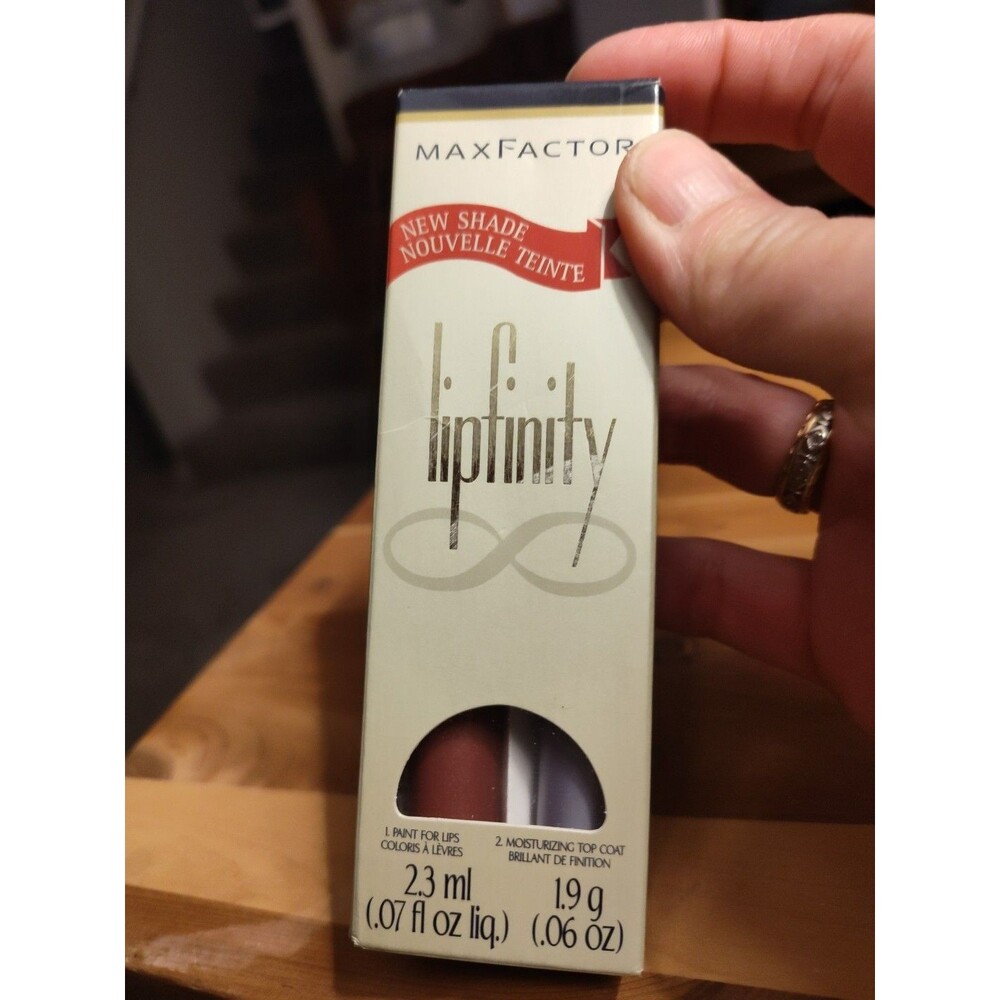 MAXFACTOR
NEW SHADE
NOUVELLE TEINTE
lipfinity
1. PAINT FOR LIPS
COLORIS À LÈVRES
2.3 ml
(.07 fl oz liq.)
2. MOISTURIZING TOP COAT
BRILLANT DE FINITION
1.9 g
(.06 oz)